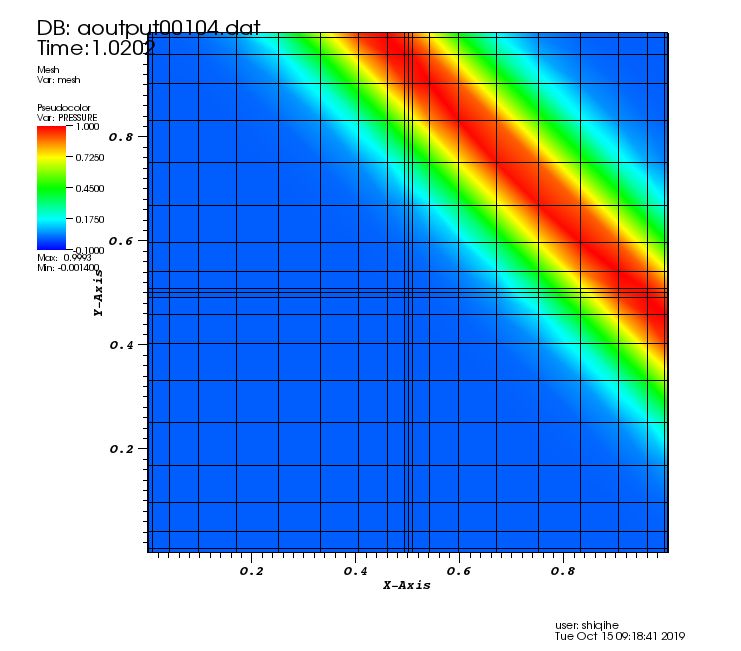 DB: aoutput00104.dat
Time:1.0202
Mesh
Var: mesh
Pseudocolor
Var: PRESSURE
1.000
0.7250
0.4500
0.1750
-0.1000
Max: 0.9993
Min: -0.001400
Y-Axis
0.8
0.6
0.4
0.2
0.2 0.4 0.6 0.8
X-Axis
user: shiqihe
Tue Oct 15 09:18:41 2019